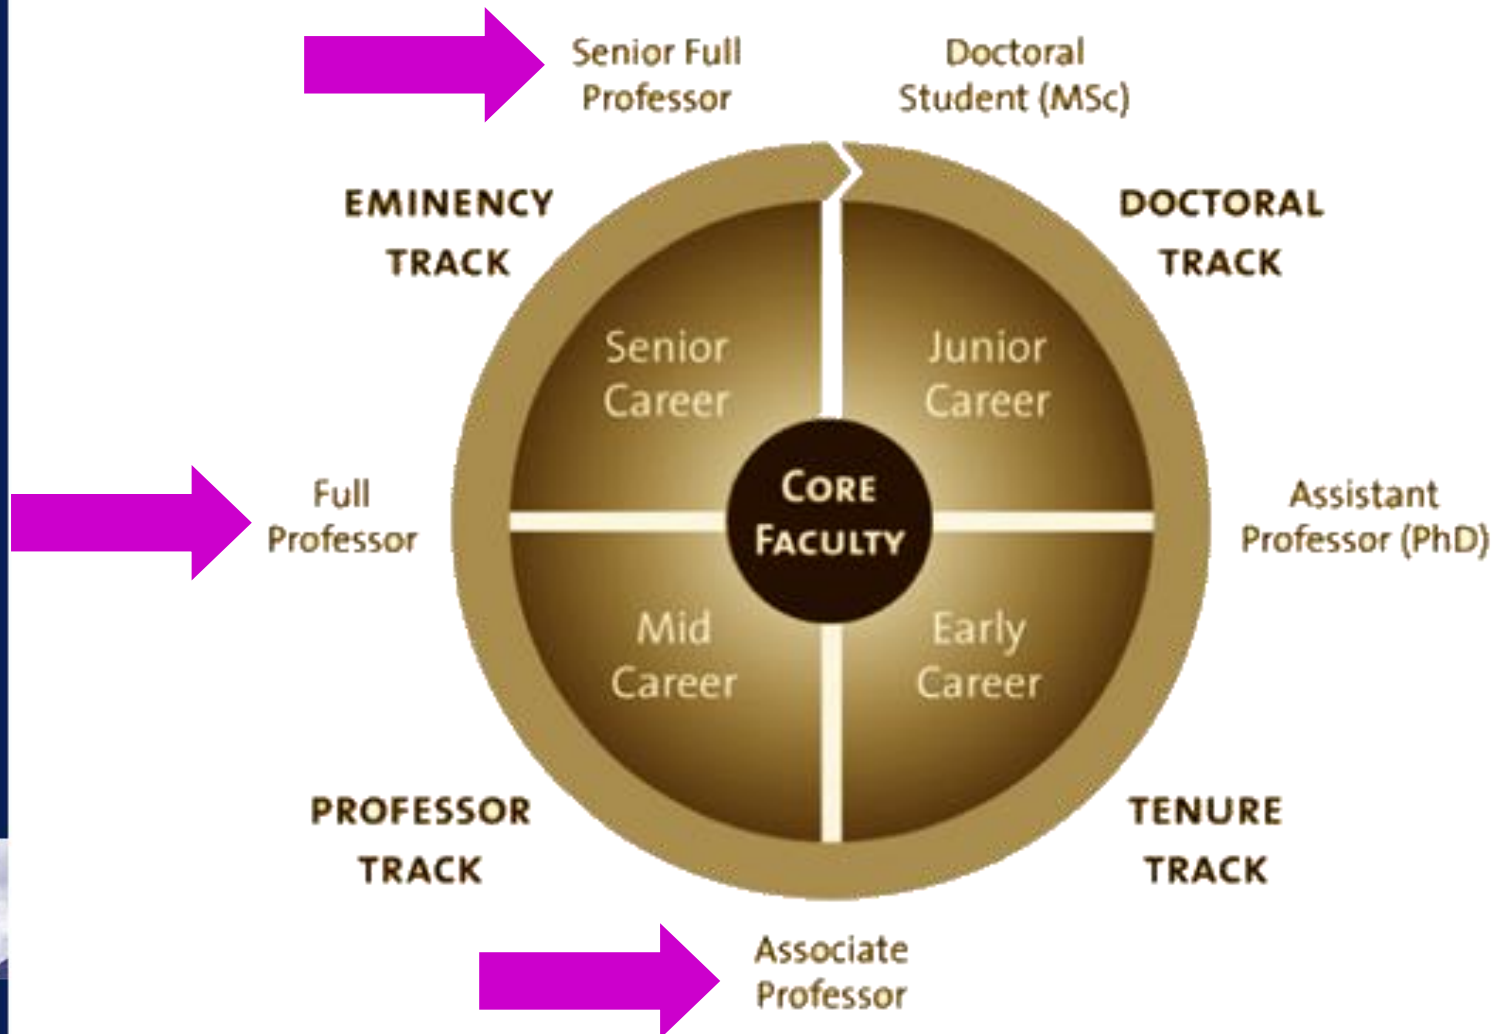 Senior Full
Professor
Doctoral
Student (MSc)
EMINENCY
TRACK
DOCTORAL
TRACK
Senior
Career
Junior
Career
CORE
FACULTY
Full
Professor
Assistant
Professor (PhD)
Mid
Career
Early
Career
PROFESSOR
TRACK
TENURE
TRACK
Associate
Professor